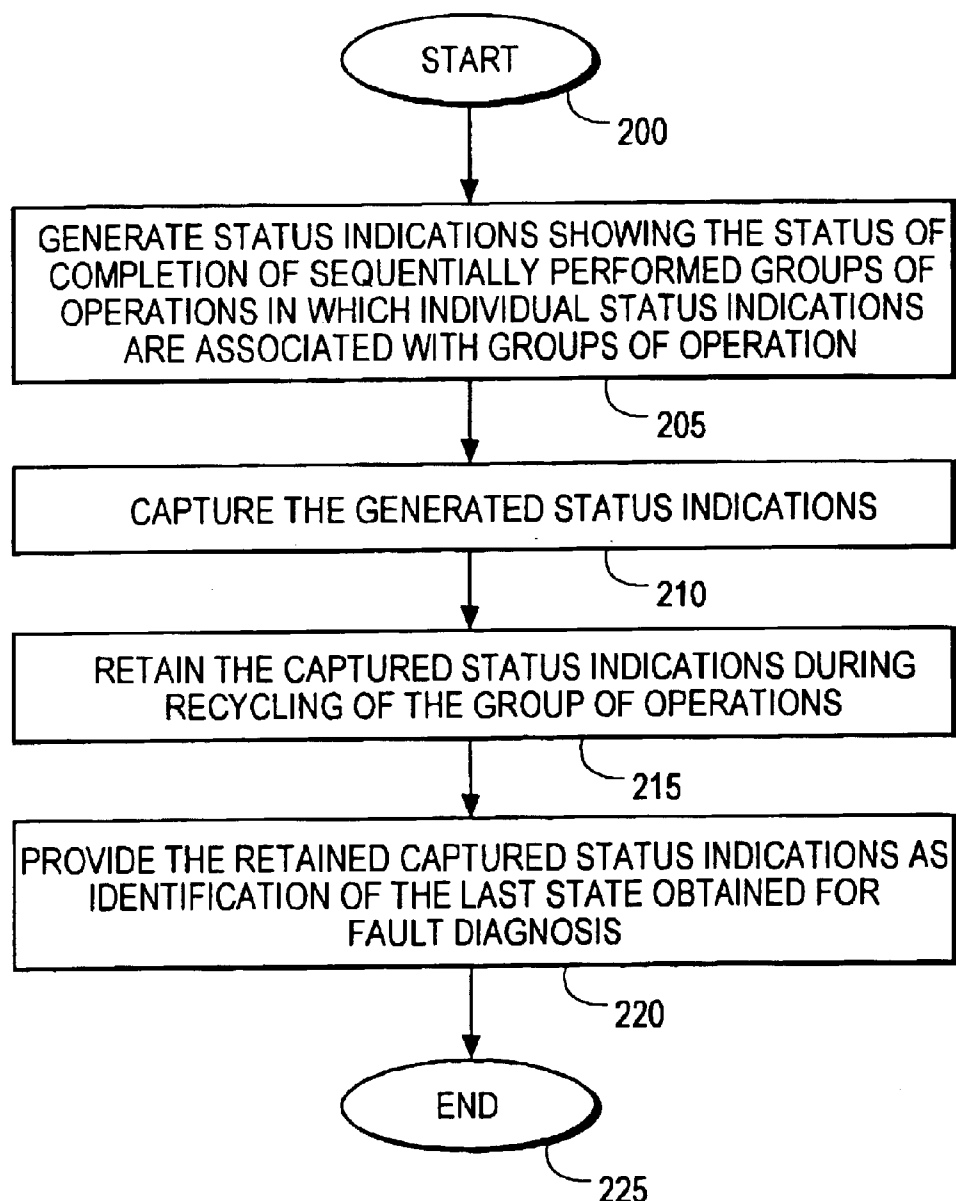 START
200
GENERATE STATUS INDICATIONS SHOWING THE STATUS OF
COMPLETION OF SEQUENTIALLY PERFORMED GROUPS OF
OPERATIONS IN WHICH INDIVIDUAL STATUS INDICATIONS
ARE ASSOCIATED WITH GROUPS OF OPERATION
205
CAPTURE THE GENERATED STATUS INDICATIONS
210
RETAIN THE CAPTURED STATUS INDICATIONS DURING
RECYCLING OF THE GROUP OF OPERATIONS
215
PROVIDE THE RETAINED CAPTURED STATUS INDICATIONS AS
IDENTIFICATION OF THE LAST STATE OBTAINED FOR
FAULT DIAGNOSIS
220
END
225